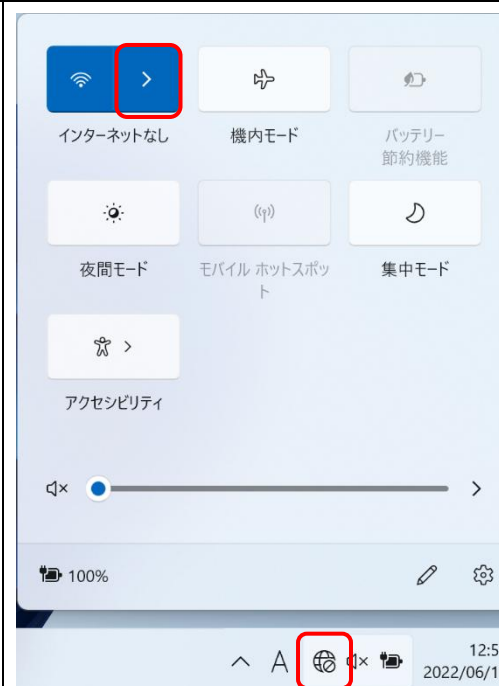 インターネットなし
機内モード
バッテリー
節約機能
夜間モード
モバイル ホットスポッ
ト
集中モード
アクセシビリティ
100%
A
12:5
2022/06/1